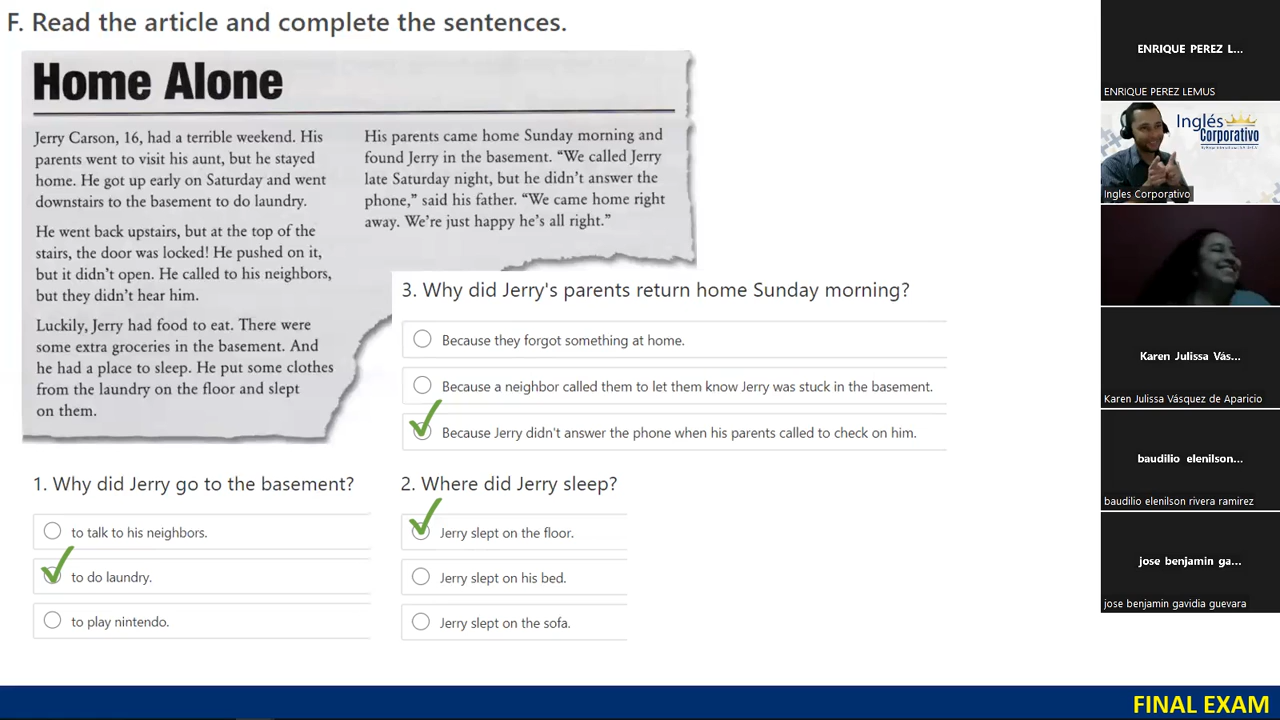 F. Read the article and complete the sentences.
Home Alone
Jerry Carson, 16, had a terrible weekend. His
parents went to visit his aunt, but he stayed
home. He got up early on Saturday and went
downstairs to the basement to do laundry.
He went back upstairs, but at the top of the
stairs, the door was locked! He pushed on it,
but it didn't open. He called to his neighbors,
but they didn't hear him.
Luckily, Jerry had food to eat. There were
some extra groceries in the basement. And
he had a place to sleep. He put some clothes
from the laundry on the floor and slept
on them.
His parents came home Sunday morning and
found Jerry in the basement. “We called Jerry
late Saturday night, but he didn't answer the
phone,” said his father. “We came home right
away. We're just happy he's all right.”
3. Why did Jerry's parents return home Sunday morning?
Because they forgot something at home.
Because a neighbor called them to let them know Jerry was stuck in the basement.
Because Jerry didn't answer the phone when his parents called to check on him.
1. Why did Jerry go to the basement?
to talk to his neighbors.
to do laundry.
to play nintendo.
2. Where did Jerry sleep?
Jerry slept on the floor.
Jerry slept on his bed.
Jerry slept on the sofa.
FINAL EXAM
ENRIQUE PEREZ L...
ENRIQUE PEREZ LEMUS
Inglés
Corporativo
Ingles Corporativo
Karen Julissa Vás...
Karen Julissa Vásquez de Aparicio
baudilio elenilson...
baudilio elenilson rivera ramirez
jose benjamin ga...
jose benjamin gavidia guevara